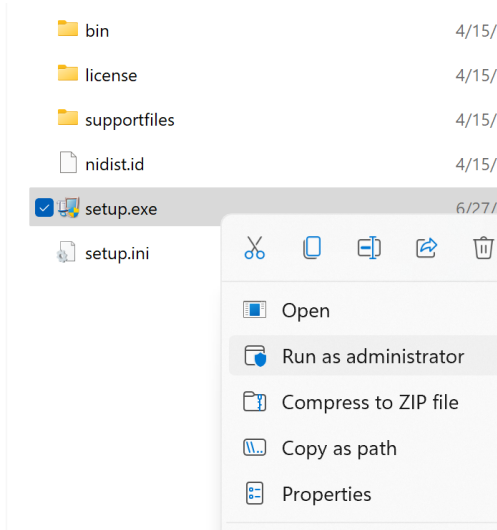 bin 4/15/
license 4/15/
supportfiles 4/15/
nidist.id 4/15/
setup.exe 6/27/
setup.ini
Open
Run as administrator
Compress to ZIP file
Copy as path
Properties